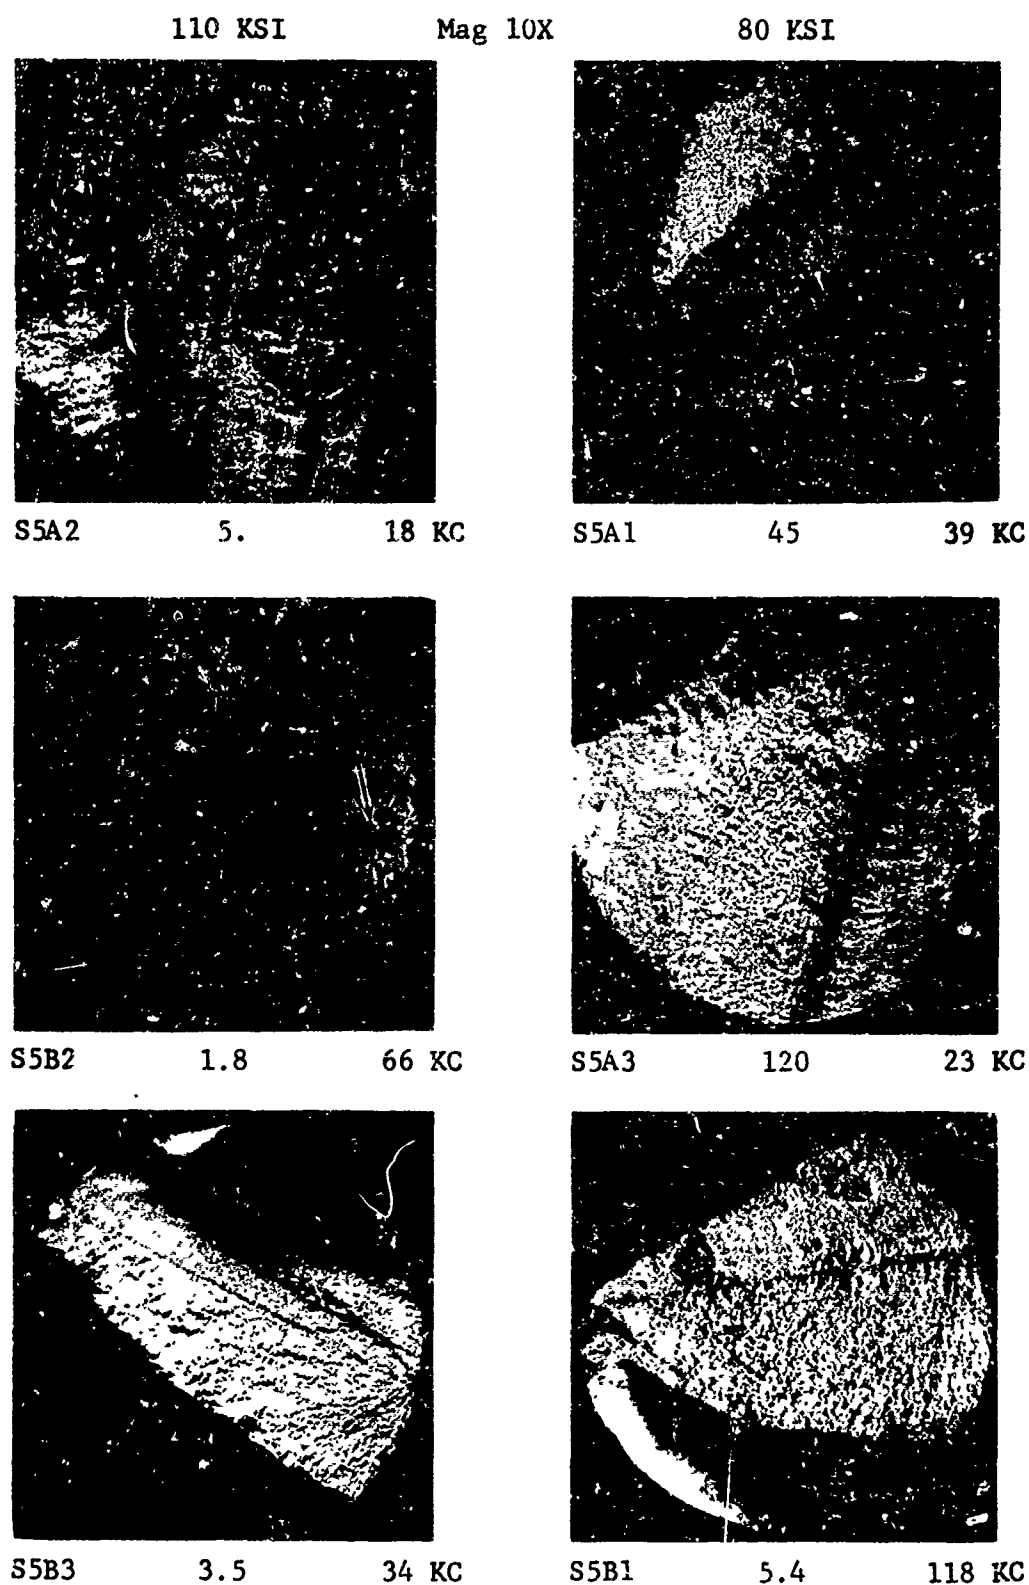 110 KSI Mag 10X 80 KSI
S5A2 5. 18 KC S5A1 45 39 KC
S5B2 1.8 66 KC S5A3 120 23 KC
S5B3 3.5 34 KC S5B1 5.4 118 KC